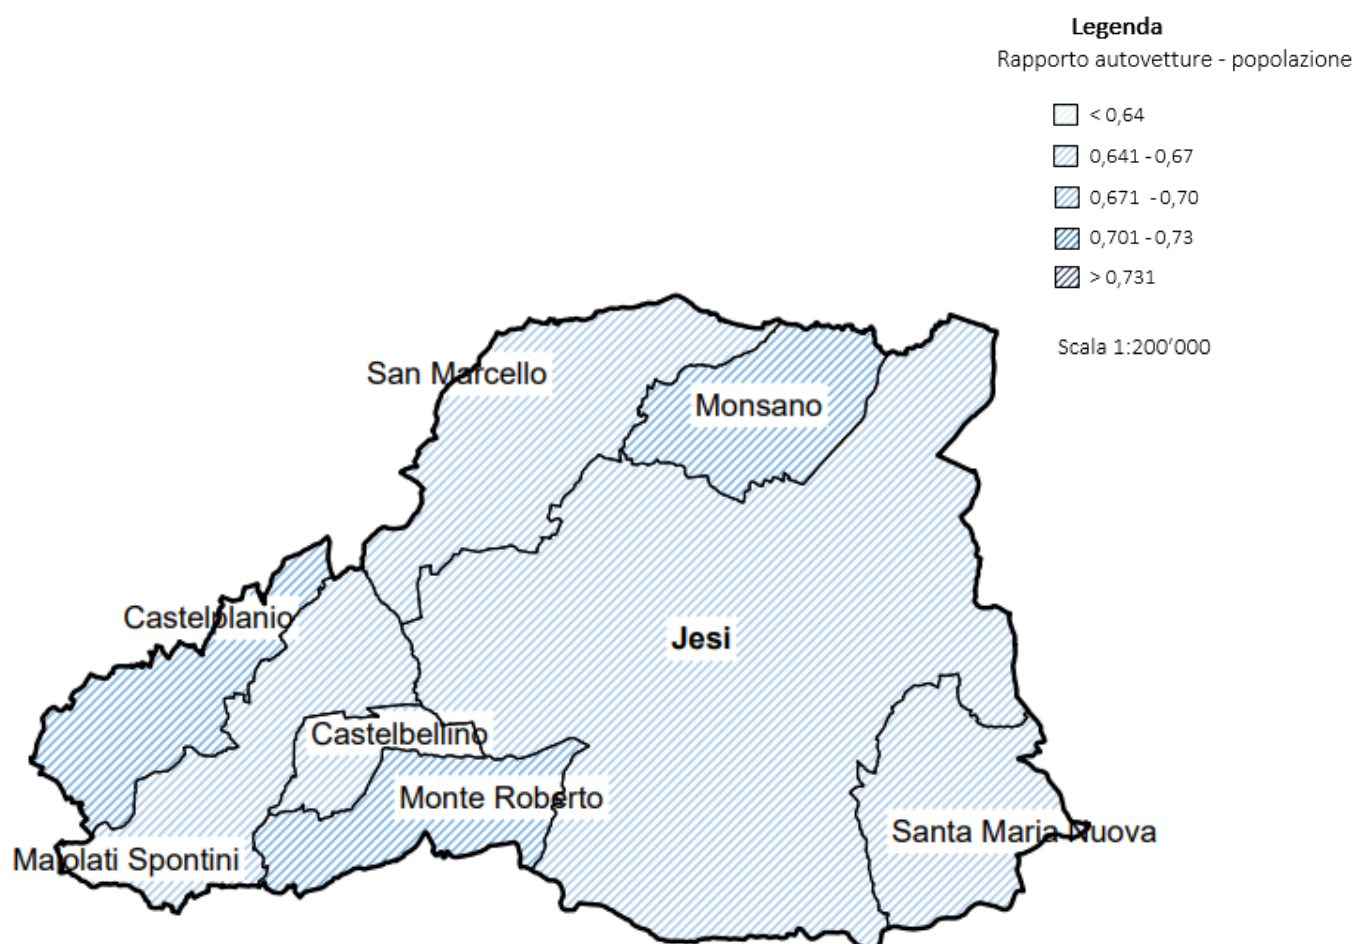 Legenda
Rapporto autovetture - popolazione
< 0,64
0,641 - 0,67
0,671 - 0,70
0,701 - 0,73
> 0,731
Scala 1:200’000
San Marcello
Monsano
Castelplanio
Jesi
Castelbellino
Monte Roberto
Santa Maria Nuova
Maiolati Spontini